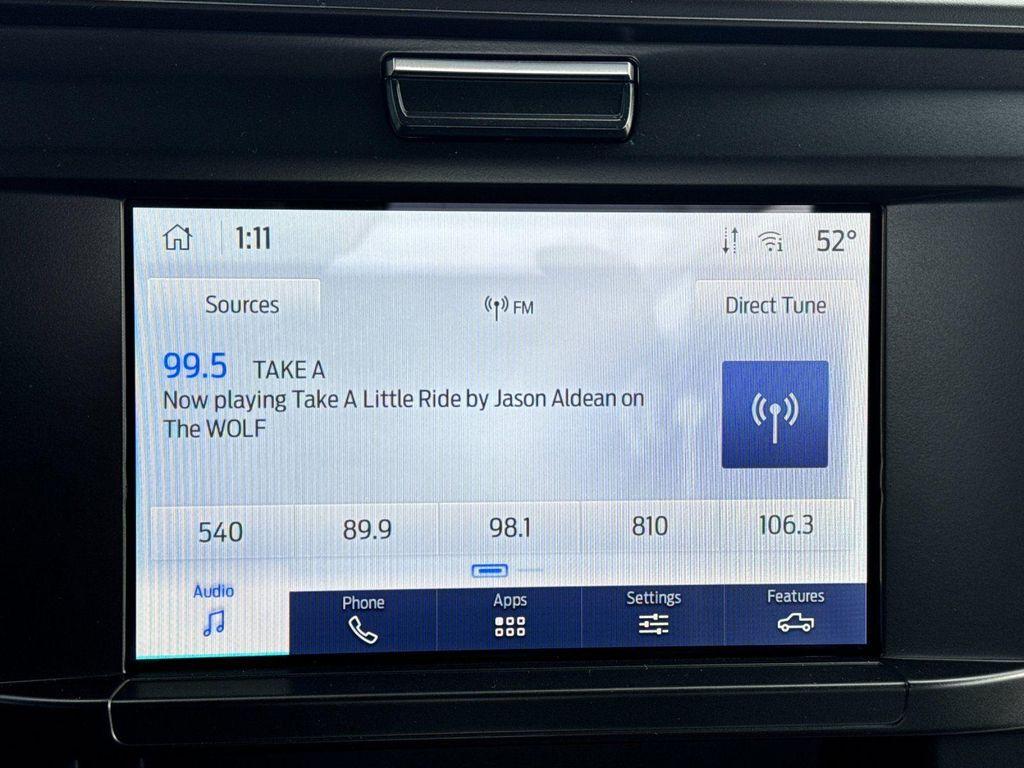 1:11 52°
Sources FM Direct Tune
99.5 TAKE A
Now playing Take A Little Ride by Jason Aldean on
The WOLF
540 89.9 98.1 810 106.3
Audio Phone Apps Settings Features